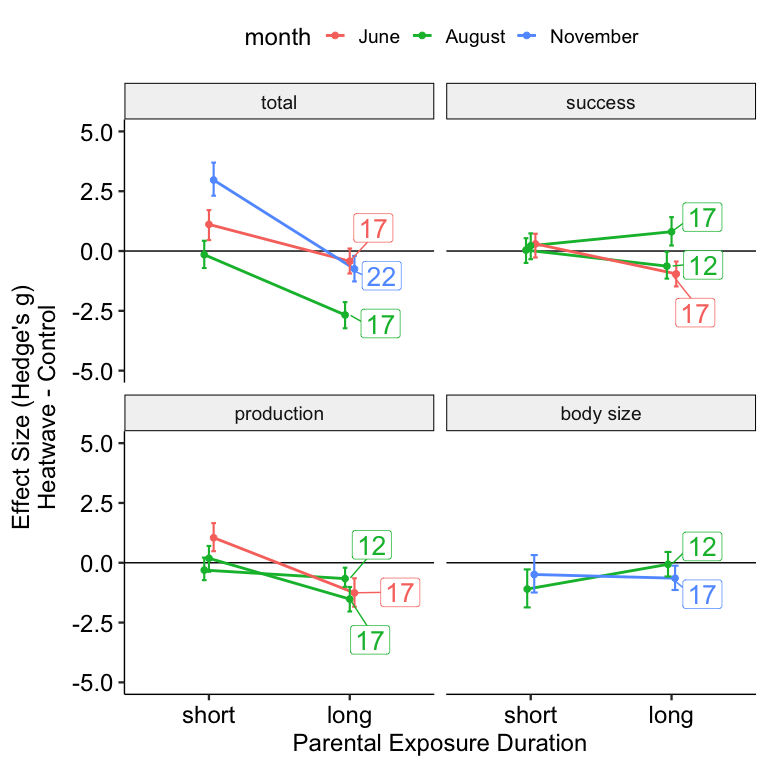 month June August November
total
success
5.0
2.5
0.0
-2.5
-5.0
17
22
17
17
12
17
production
body size
5.0
2.5
0.0
-2.5
-5.0
12
17
17
12
17
short long
short long
Parental Exposure Duration
Effect Size (Hedge's g)
Heatwave - Control